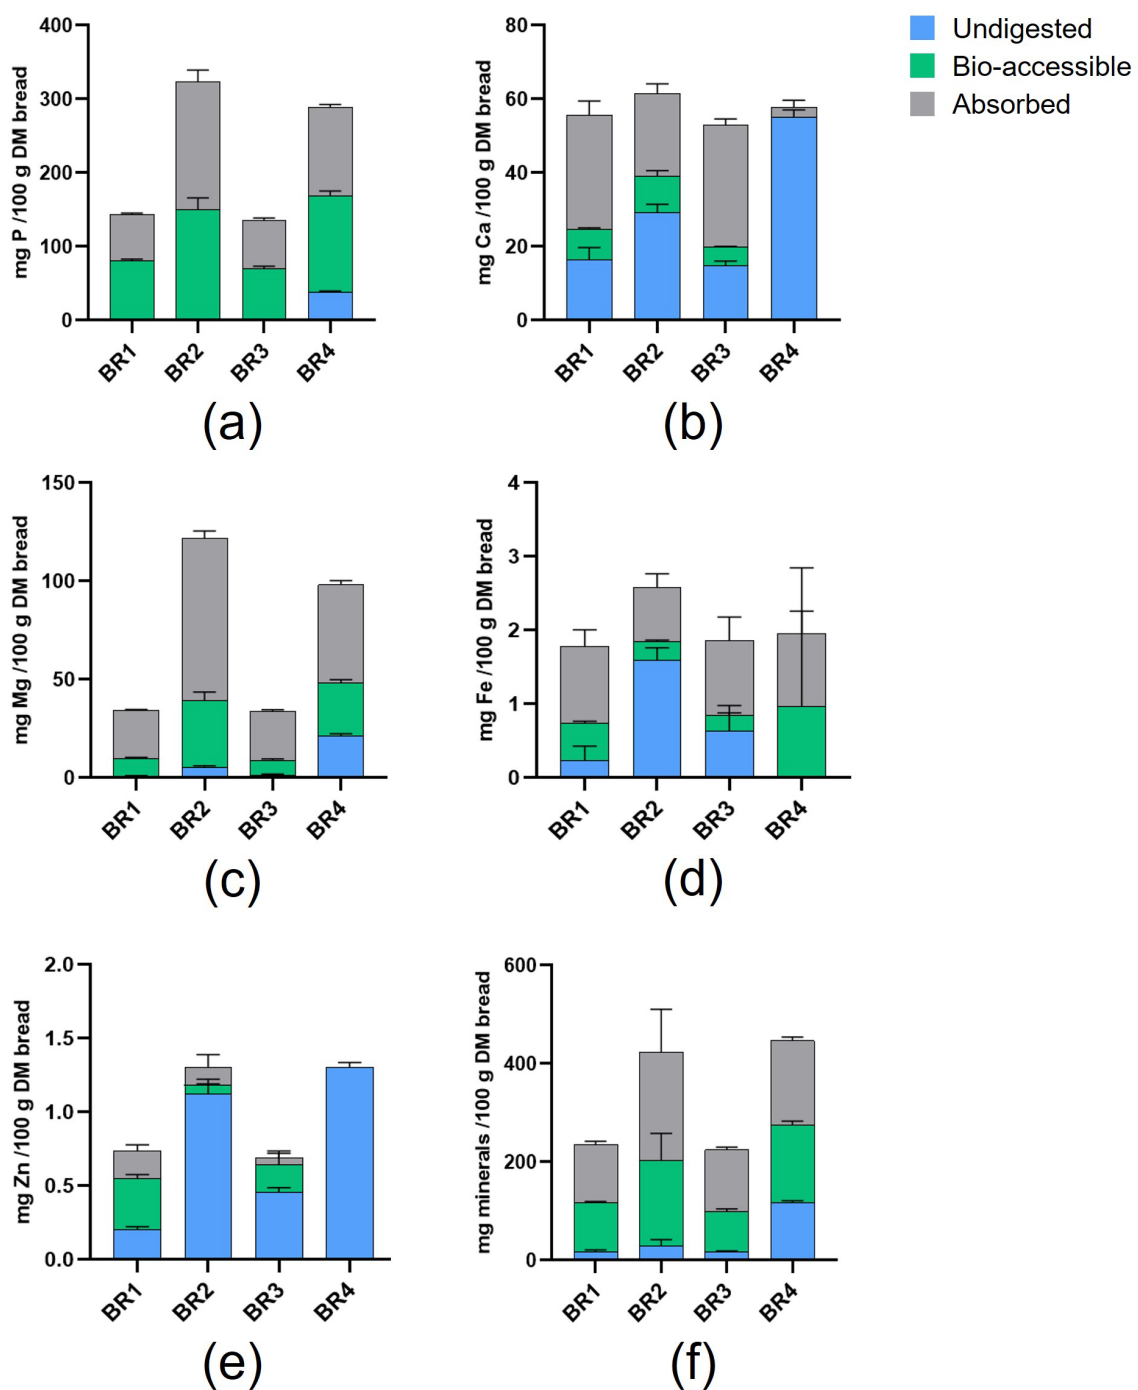 Undigested
Bio-accessible
Absorbed
mg P /100 g DM bread
400
300
200
100
0
BR1
BR2
BR3
BR4
(a)
mg Ca /100 g DM bread
80
60
40
20
0
BR1
BR2
BR3
BR4
(b)
mg Mg /100 g DM bread
150
100
50
0
BR1
BR2
BR3
BR4
(c)
mg Fe /100 g DM bread
4
3
2
1
0
BR1
BR2
BR3
BR4
(d)
mg Zn /100 g DM bread
2.0
1.5
1.0
0.5
0.0
BR1
BR2
BR3
BR4
(e)
mg minerals /100 g DM bread
600
400
200
0
BR1
BR2
BR3
BR4
(f)